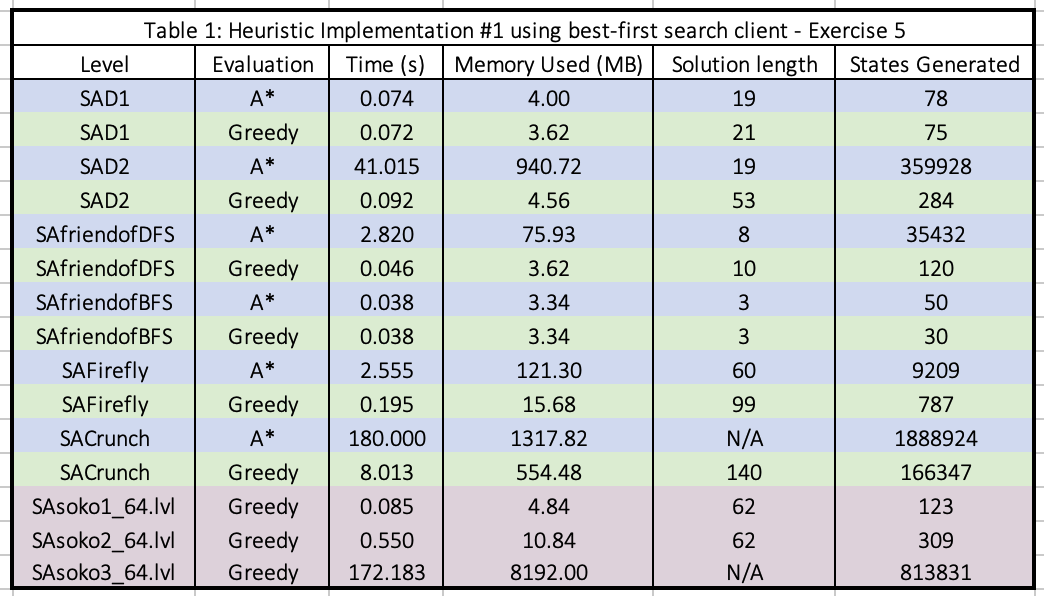 Table 1: Heuristic Implementation #1 using best-first search client - Exercise 5
Level Evaluation Time (s) Memory Used (MB) Solution length States Generated
SAD1 A* 0.074 4.00 19 78
SAD1 Greedy 0.072 3.62 21 75
SAD2 A* 41.015 940.72 19 359928
SAD2 Greedy 0.092 4.56 53 284
SAfriendofDFS A* 2.820 75.93 8 35432
SAfriendofDFS Greedy 0.046 3.62 10 120
SAfriendofBFS A* 0.038 3.34 3 50
SAfriendofBFS Greedy 0.038 3.34 3 30
SAFirefly A* 2.555 121.30 60 9209
SAFirefly Greedy 0.195 15.68 99 787
SACrunch A* 180.000 1317.82 N/A 1888924
SACrunch Greedy 8.013 554.48 140 166347
SAsoko1_64.lvl Greedy 0.085 4.84 62 123
SAsoko2_64.lvl Greedy 0.550 10.84 62 309
SAsoko3_64.lvl Greedy 172.183 8192.00 N/A 813831